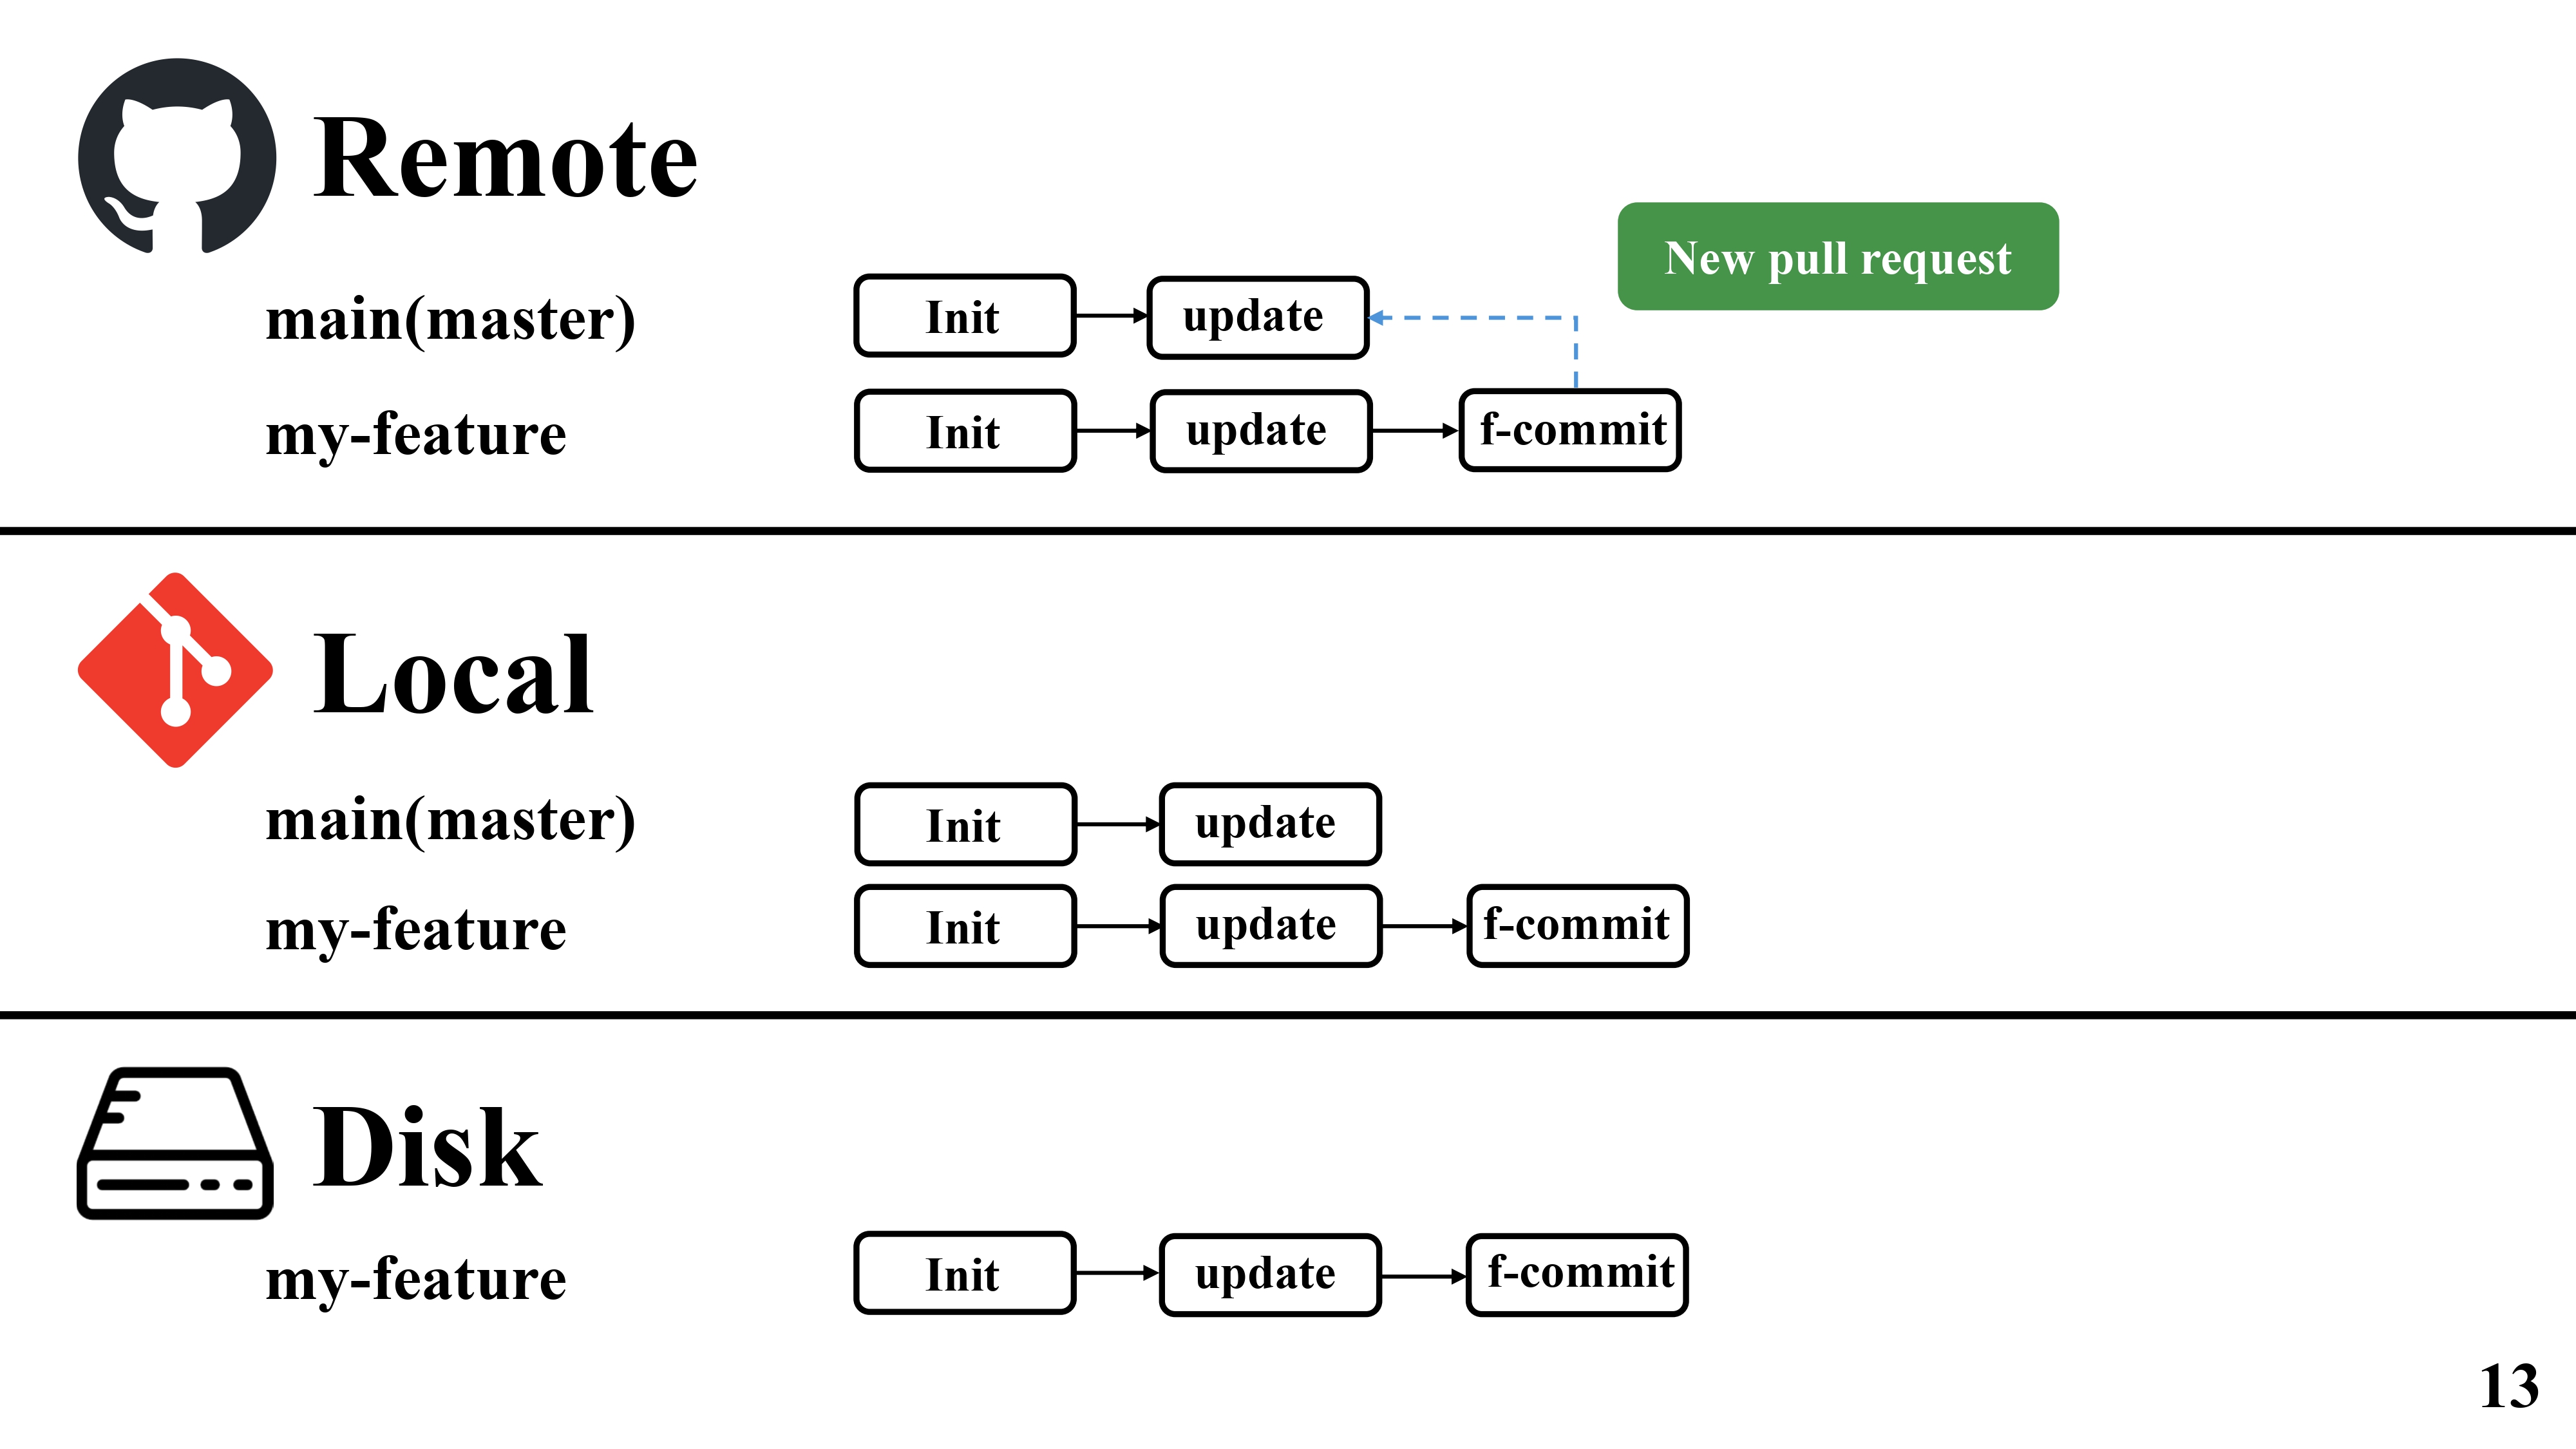 Remote
New pull request
main(master)
Init
update
my-feature
Init
update
f-commit
Local
main(master)
Init
update
my-feature
Init
update
f-commit
Disk
my-feature
Init
update
f-commit
13